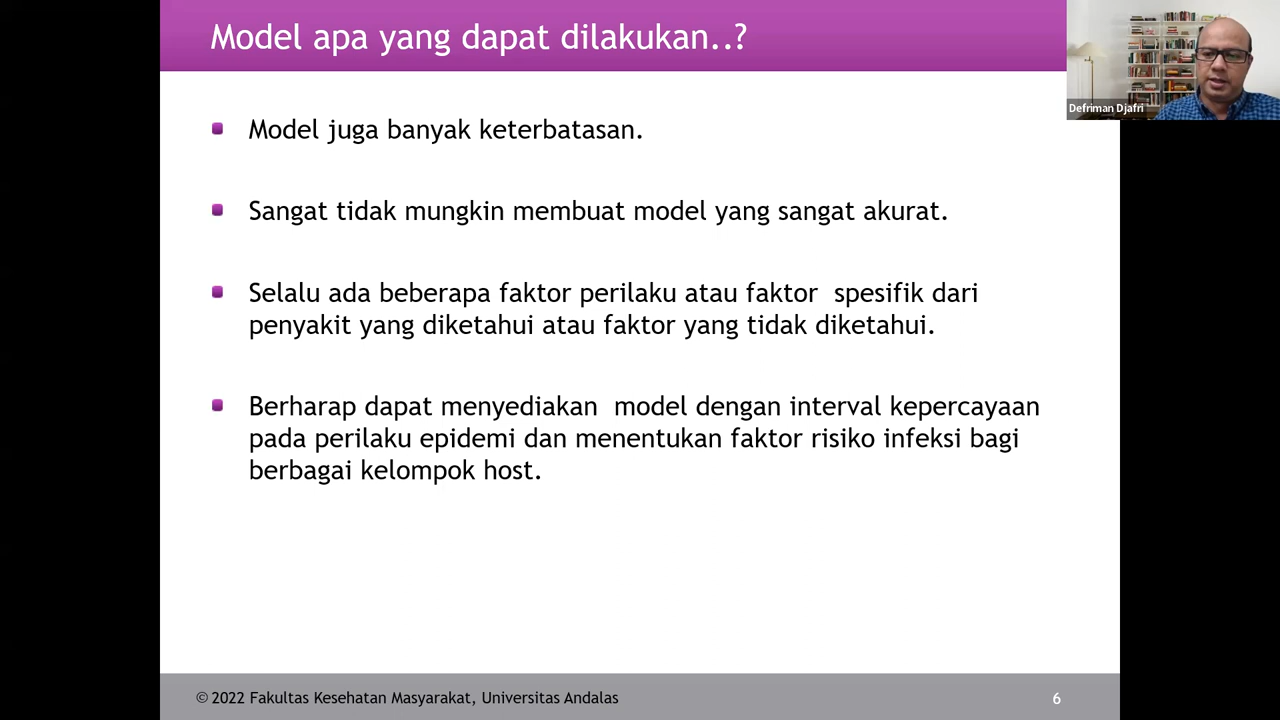 Model apa yang dapat dilakukan..?
Defriman Djafri
Model juga banyak keterbatasan.
Sangat tidak mungkin membuat model yang sangat akurat.
Selalu ada beberapa faktor perilaku atau faktor  spesifik dari
penyakit yang diketahui atau faktor yang tidak diketahui.
Berharap dapat menyediakan  model dengan interval kepercayaan
pada perilaku epidemi dan menentukan faktor risiko infeksi bagi
berbagai kelompok host.
© 2022 Fakultas Kesehatan Masyarakat, Universitas Andalas
6